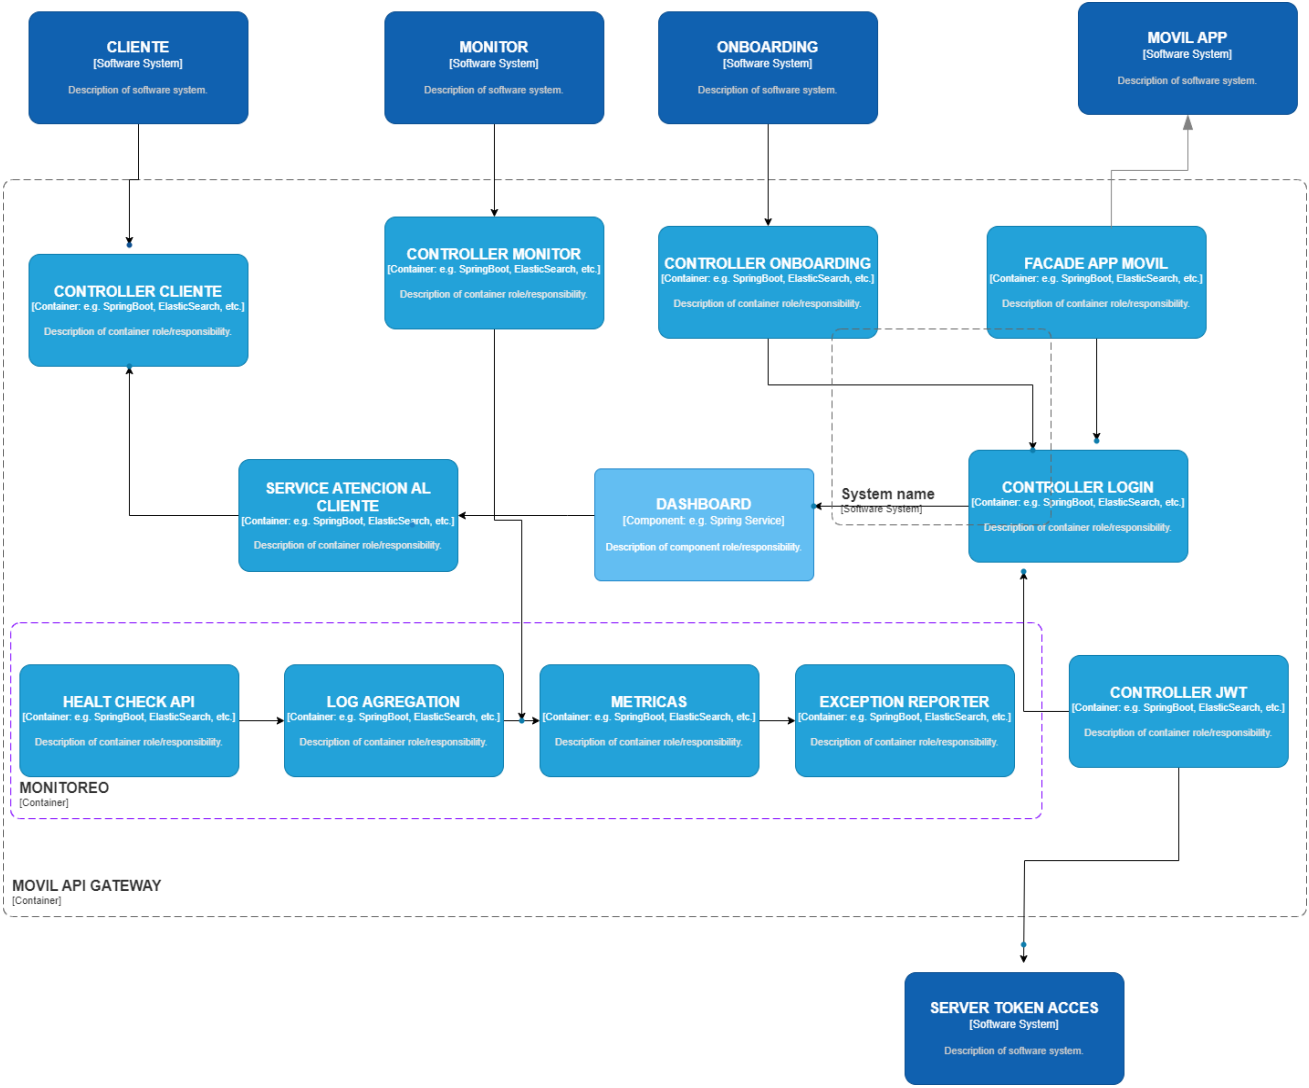 CLIENTE
[Software System]
Description of software system.
MONITOR
[Software System]
Description of software system.
ONBOARDING
[Software System]
Description of software system.
MOVIL APP
[Software System]
Description of software system.
CONTROLLER CLIENTE
[Container: e.g. SpringBoot, ElasticSearch, etc.]
Description of container role/responsibility.
CONTROLLER MONITOR
[Container: e.g. SpringBoot, ElasticSearch, etc.]
Description of container role/responsibility.
CONTROLLER ONBOARDING
[Container: e.g. SpringBoot, ElasticSearch, etc.]
Description of container role/responsibility.
FACADE APP MOVIL
[Container: e.g. SpringBoot, ElasticSearch, etc.]
Description of container role/responsibility.
SERVICE ATENCION AL
CLIENTE
[Container: e.g. SpringBoot, ElasticSearch, etc.]
Description of container role/responsibility.
DASHBOARD
[Component: e.g. Spring Service]
Description of component role/responsibility.
System name
[Software System]
CONTROLLER LOGIN
[Container: e.g. SpringBoot, ElasticSearch, etc.]
Description of container role/responsibility.
HEALT CHECK API
[Container: e.g. SpringBoot, ElasticSearch, etc.]
Description of container role/responsibility.
LOG AGREGATION
[Container: e.g. SpringBoot, ElasticSearch, etc.]
Description of container role/responsibility.
METRICAS
[Container: e.g. SpringBoot, ElasticSearch, etc.]
Description of container role/responsibility.
EXCEPTION REPORTER
[Container: e.g. SpringBoot, ElasticSearch, etc.]
Description of container role/responsibility.
CONTROLLER JWT
[Container: e.g. SpringBoot, ElasticSearch, etc.]
Description of container role/responsibility.
MONITOREO
[Container]
MOVIL API GATEWAY
[Container]
SERVER TOKEN ACCES
[Software System]
Description of software system.